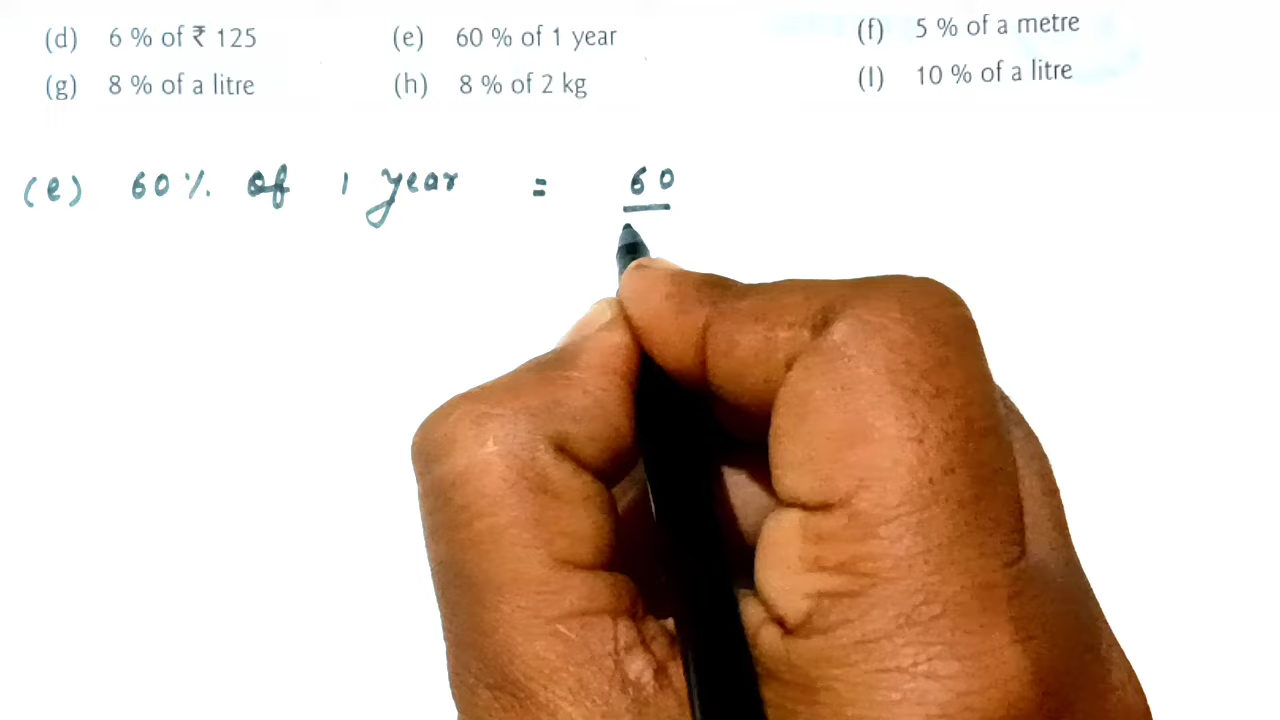 (d) 6 % of ₹ 125 (e) 60 % of 1 year (f) 5 % of a metre
(g) 8 % of a litre (h) 8 % of 2 kg (l) 10 % of a litre
(e) 60% of 1 year = 60